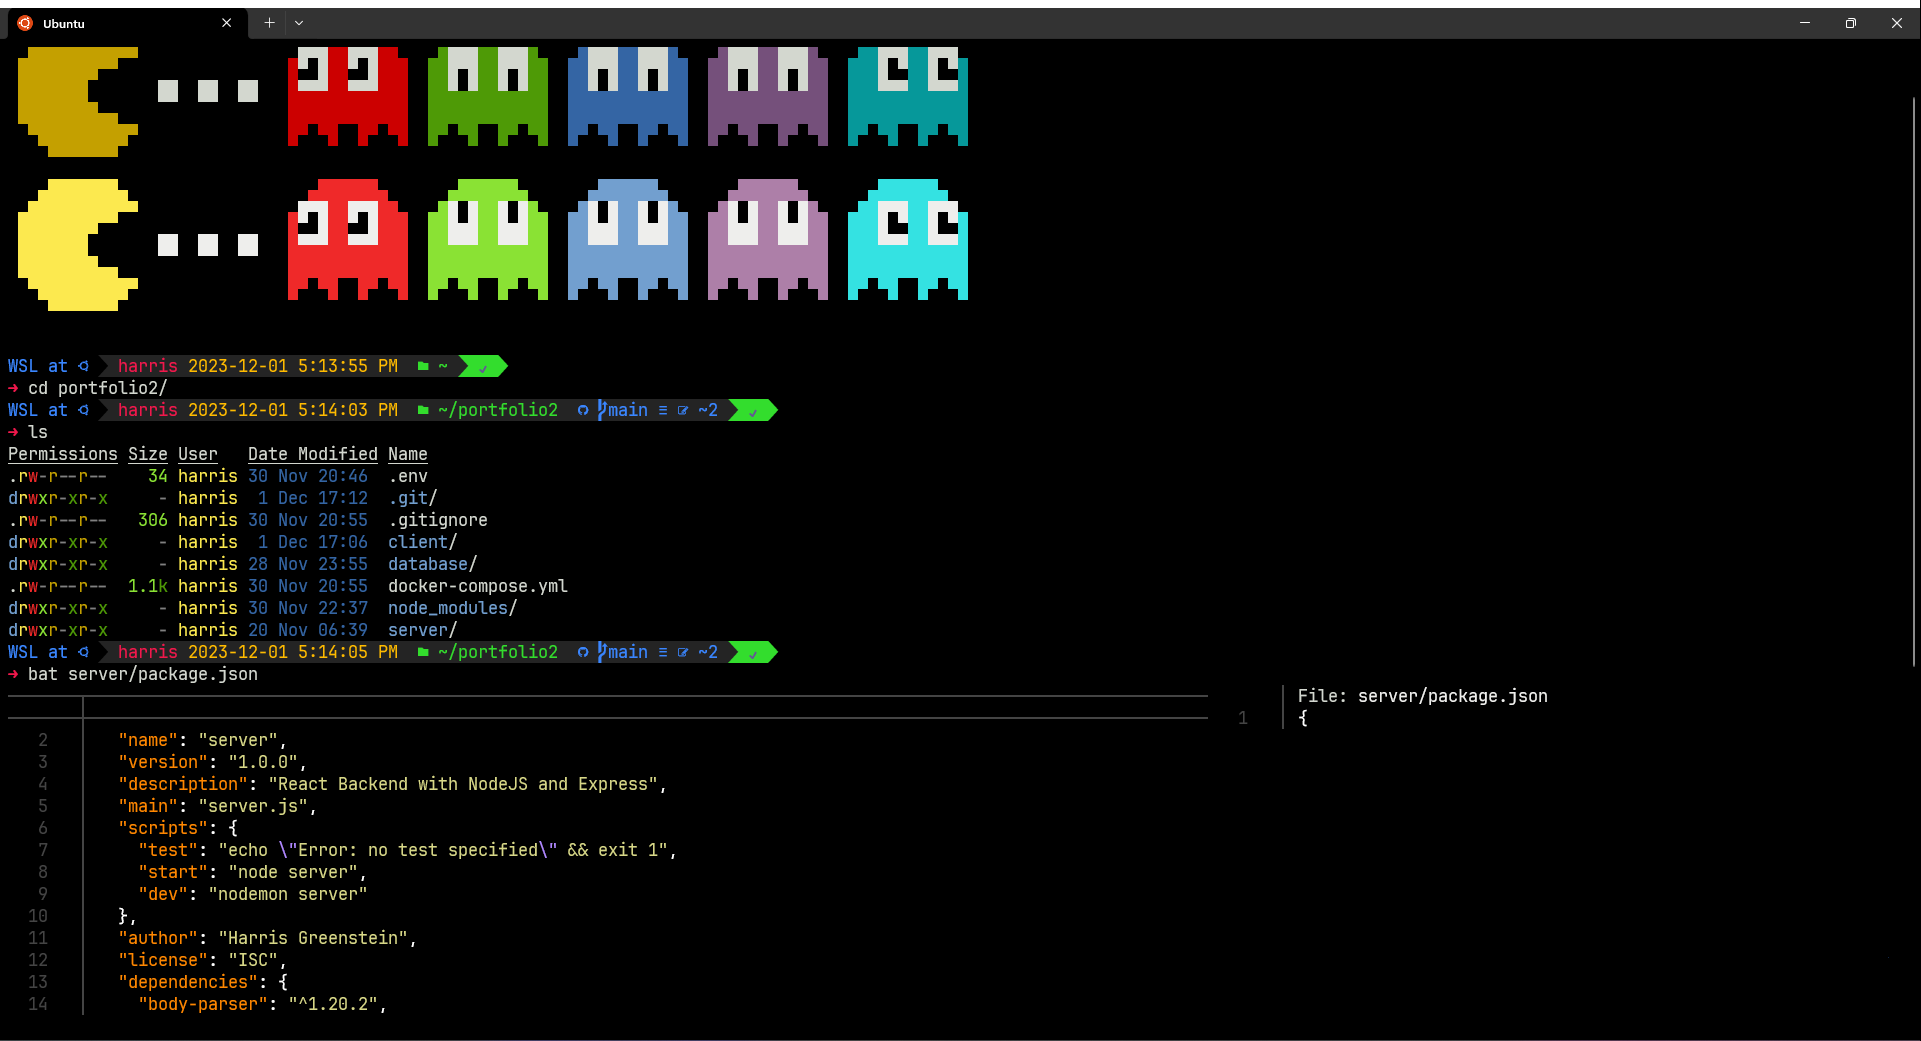 Ubuntu
WSL at harris 2023-12-01 5:13:55 PM ~
→ cd portfolio2/
WSL at harris 2023-12-01 5:14:03 PM ~/portfolio2 main ≡ ~2
→ ls
Permissions Size User Date Modified Name
.rw-r--r-- 34 harris 30 Nov 20:46 .env
drwxr-xr-x - harris 1 Dec 17:12 .git/
.rw-r--r-- 306 harris 30 Nov 20:55 .gitignore
drwxr-xr-x - harris 1 Dec 17:06 client/
drwxr-xr-x - harris 28 Nov 23:55 database/
.rw-r--r-- 1.1k harris 30 Nov 20:55 docker-compose.yml
drwxr-xr-x - harris 30 Nov 22:37 node_modules/
drwxr-xr-x - harris 20 Nov 06:39 server/
WSL at harris 2023-12-01 5:14:05 PM ~/portfolio2 main ≡ ~2
→ bat server/package.json
File: server/package.json
1 {
2 "name": "server",
3 "version": "1.0.0",
4 "description": "React Backend with NodeJS and Express",
5 "main": "server.js",
6 "scripts": {
7 "test": "echo \"Error: no test specified\" && exit 1",
8 "start": "node server",
9 "dev": "nodemon server"
10 },
11 "author": "Harris Greenstein",
12 "license": "ISC",
13 "dependencies": {
14 "body-parser": "^1.20.2",